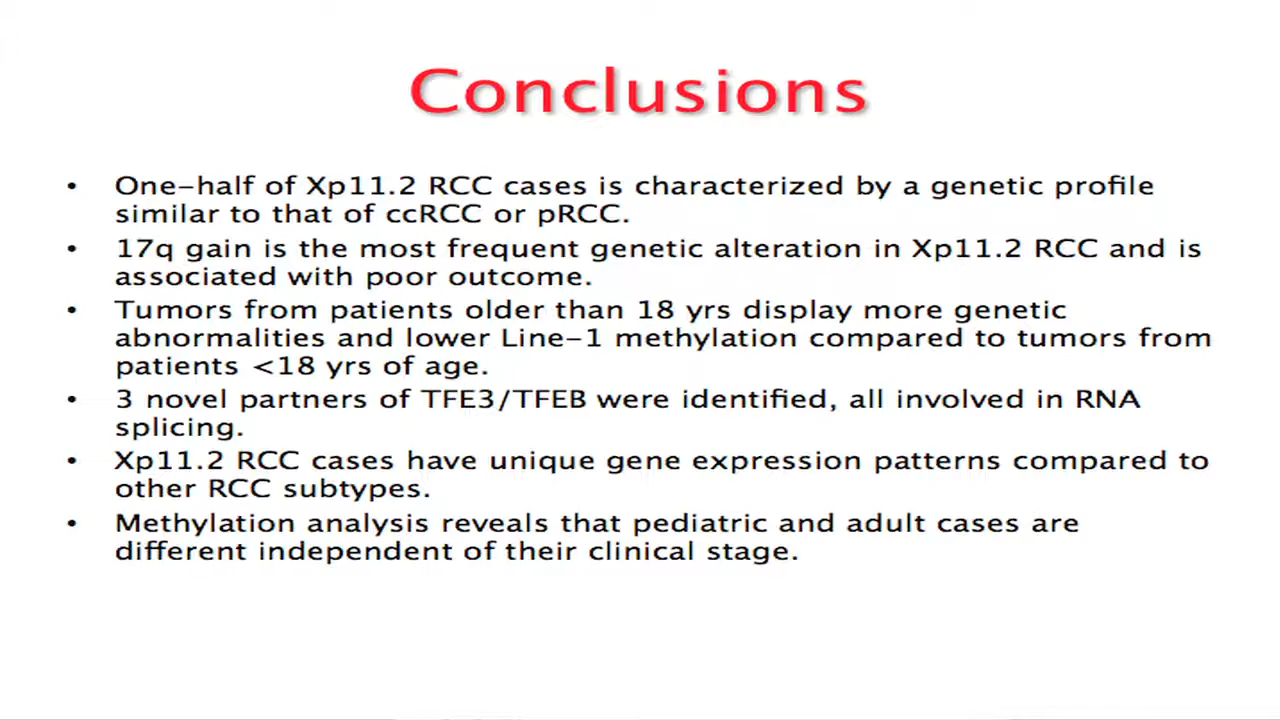 Conclusions
• One-half of Xp11.2 RCC cases is characterized by a genetic profile
similar to that of ccRCC or pRCC.
• 17q gain is the most frequent genetic alteration in Xp11.2 RCC and is
associated with poor outcome.
• Tumors from patients older than 18 yrs display more genetic
abnormalities and lower Line-1 methylation compared to tumors from
patients <18 yrs of age.
• 3 novel partners of TFE3/TFEB were identified, all involved in RNA
splicing.
• Xp11.2 RCC cases have unique gene expression patterns compared to
other RCC subtypes.
• Methylation analysis reveals that pediatric and adult cases are
different independent of their clinical stage.